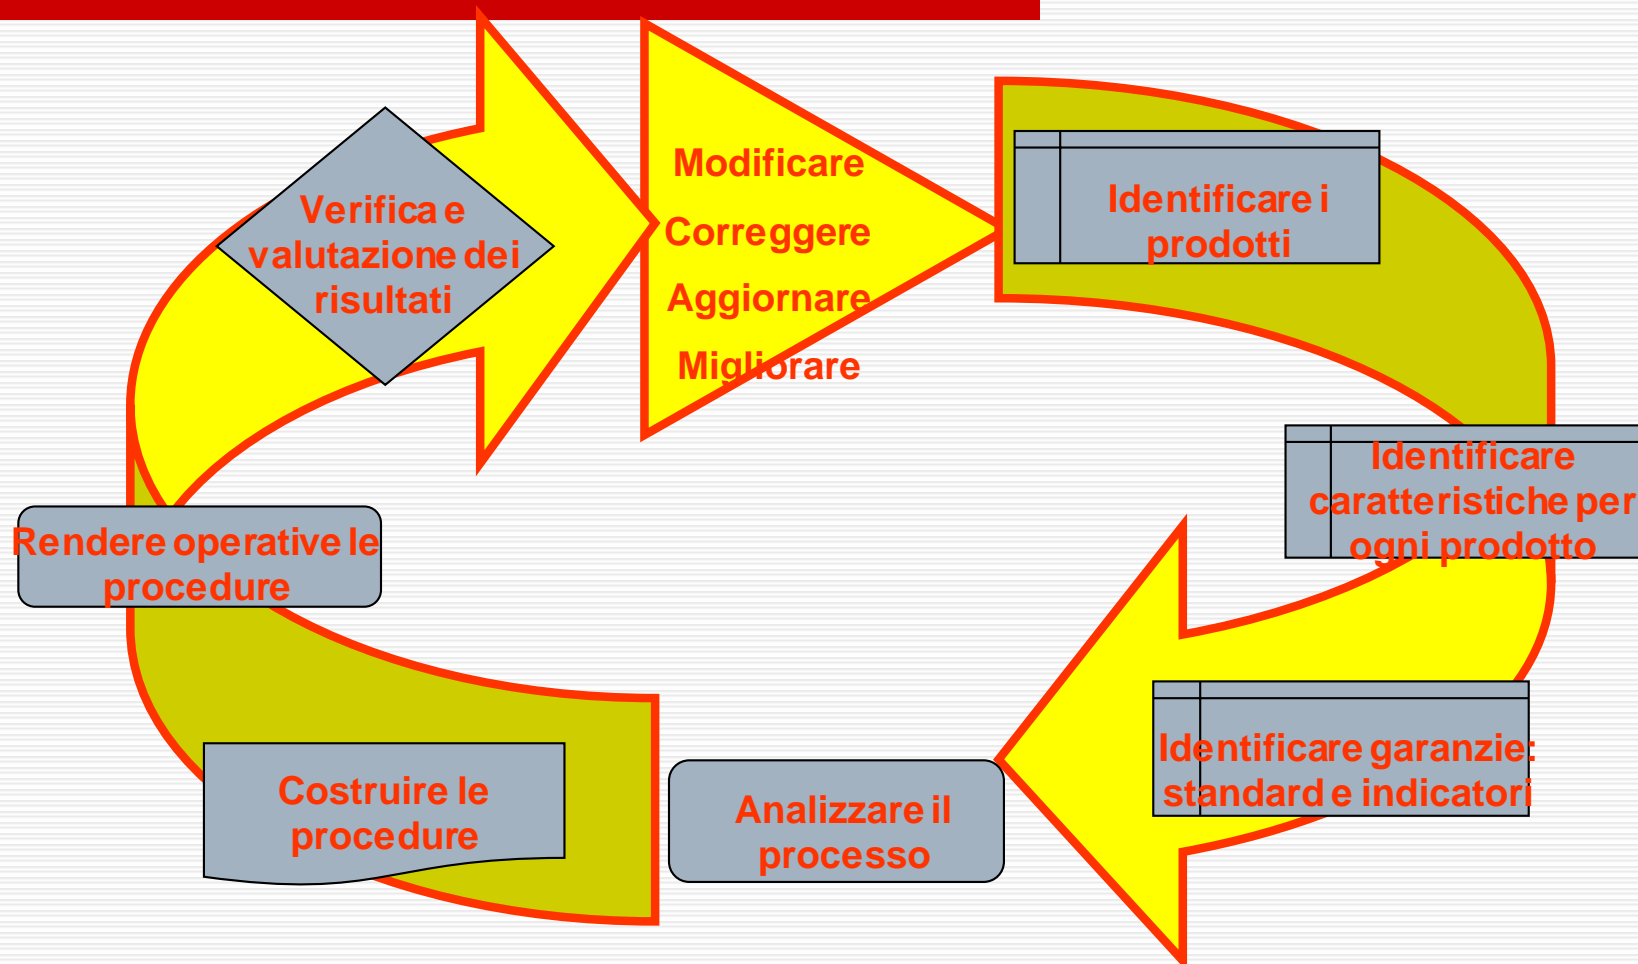 Modificare
Correggere
Aggiornare
Migliorare
Identificare i
prodotti
Identificare
caratteristiche per
ogni prodotto
Identificare garanzie:
standard e indicatori
Analizzare il
processo
Costruire le
procedure
Rendere operative le
procedure
Verifica e
valutazione dei
risultati